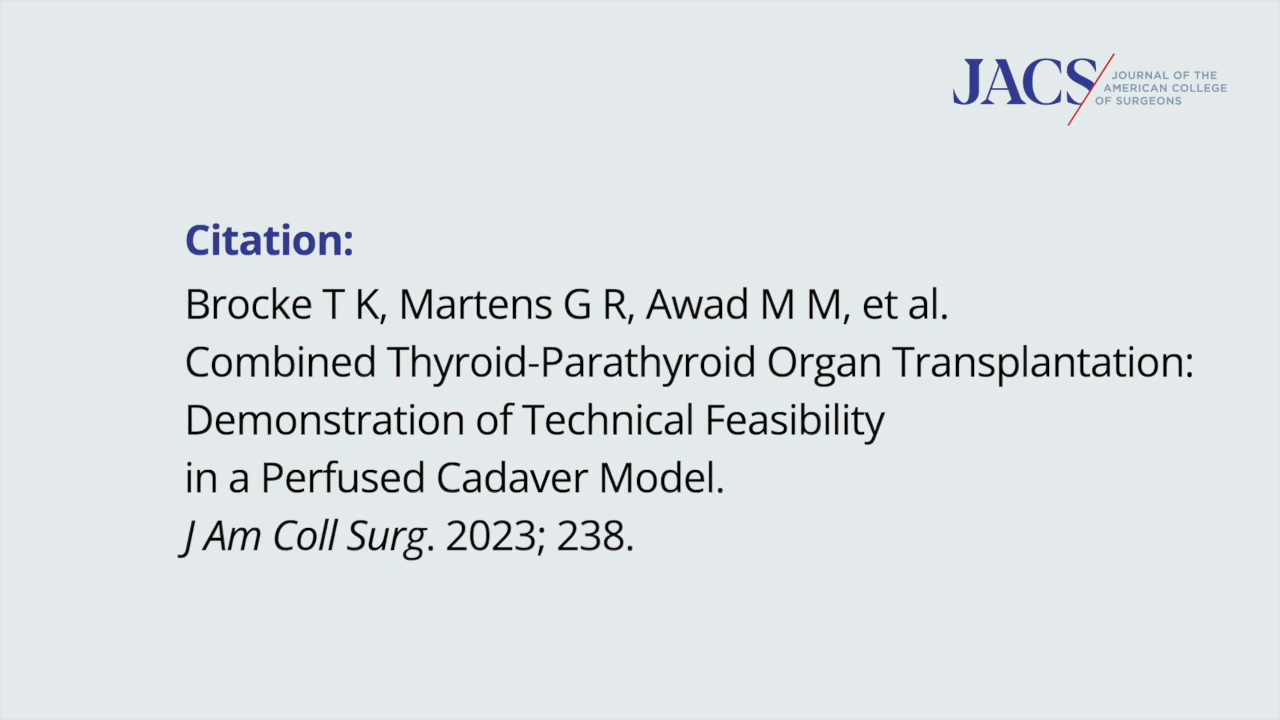 JACS
JOURNAL OF THE
AMERICAN COLLEGE
OF SURGEONS
Citation:
Brocke T K, Martens G R, Awad M M, et al.
Combined Thyroid-Parathyroid Organ Transplantation:
Demonstration of Technical Feasibility
in a Perfused Cadaver Model.
J Am Coll Surg. 2023; 238.